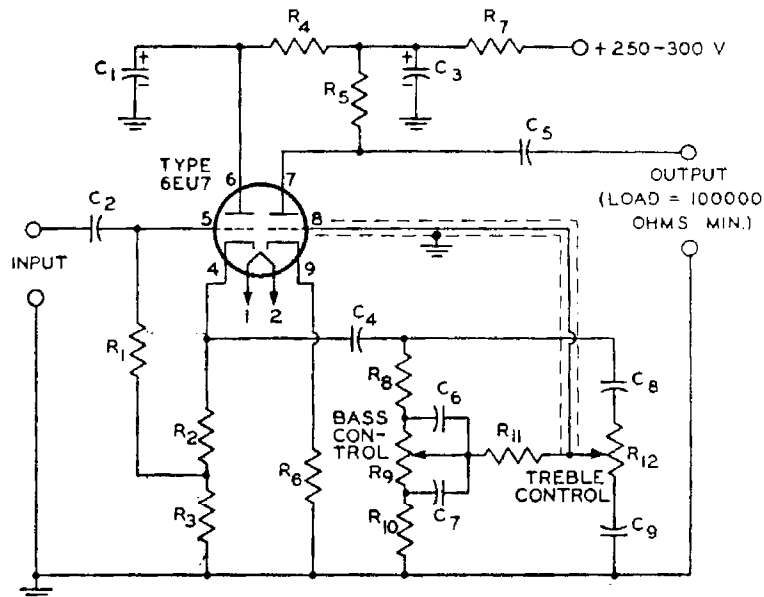 R4
R7
+250-300 V
C1
+
-
+
-
C3
R5
C5
TYPE
6EU7
6
7
OUTPUT
(LOAD = 100000
OHMS MIN.)
C2
5
8
INPUT
4
9
1
2
C4
R1
R8
C6
C8
BASS
CON-
TROL
R2
R11
R9
R12
TREBLE
CONTROL
R6
C7
R3
R10
C9